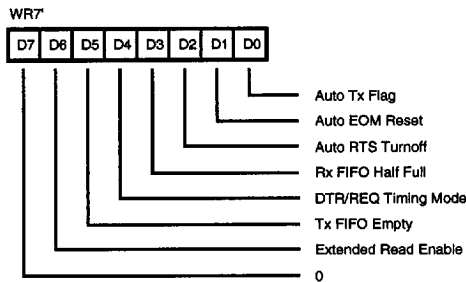 WR7'
D7 D6 D5 D4 D3 D2 D1 D0
Auto Tx Flag
Auto EOM Reset
Auto RTS Turnoff
Rx FIFO Half Full
DTR/REQ Timing Mode
Tx FIFO Empty
Extended Read Enable
0